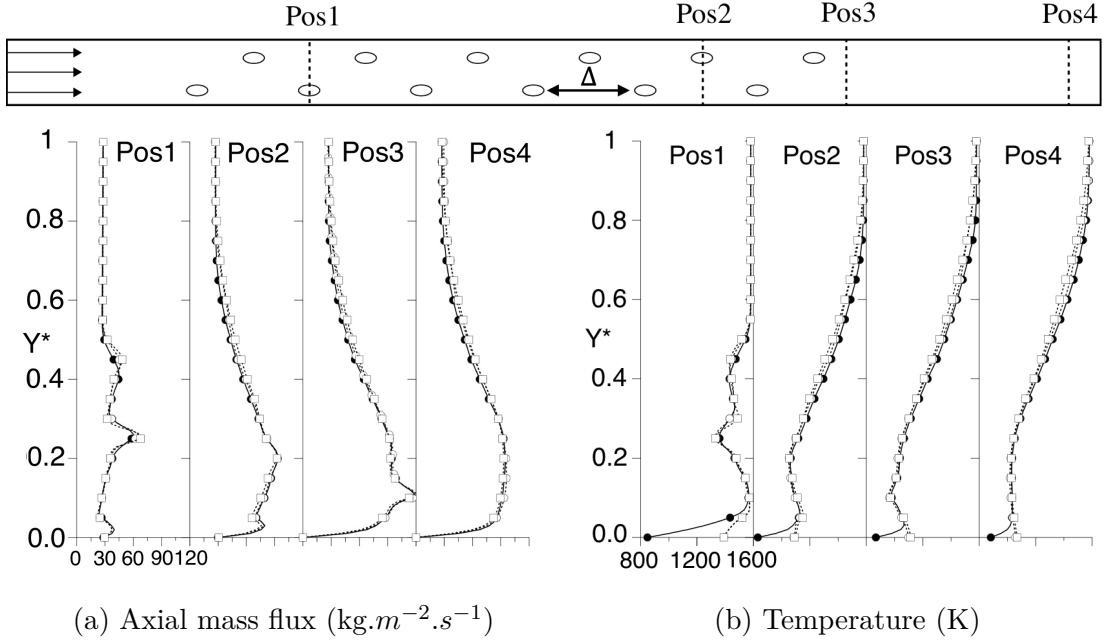 Pos1 Pos2 Pos3 Pos4
Δ
1 Pos1 Pos2 Pos3 Pos4
0.8
0.6
Y*
0.4
0.2
0.0
0 30 60 90 120
1 Pos1 Pos2 Pos3 Pos4
0.8
0.6
Y*
0.4
0.2
0.0
800 1200 1600
(a) Axial mass flux (kg.m⁻².s⁻¹)
(b) Temperature (K)